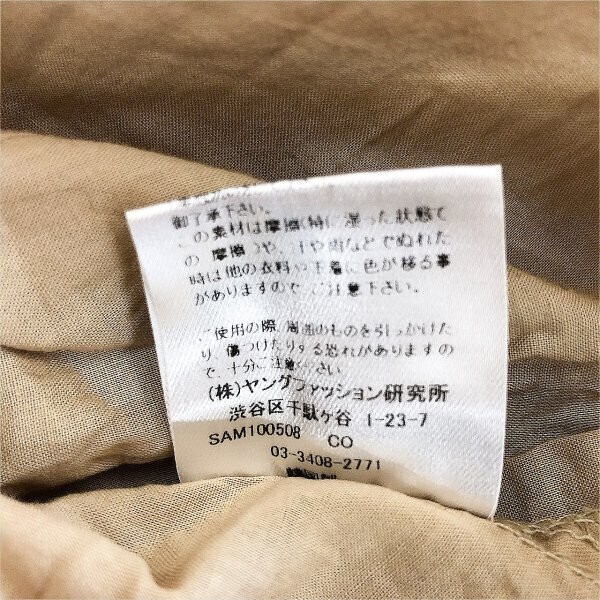 御了承下さい。
この素材は摩擦(特に湿った状態で
の摩擦)や、汗や雨などでぬれた
時は他の衣料や下着に色が移る事
がありますのでご注意下さい。
ご使用の際、周囲のものを引っかけた
り、傷つけたりする恐れがありますの
で、十分ご注意ください。
(株)ヤングファッション研究所
渋谷区千駄ヶ谷 1-23-7
SAM100508 CO
03-3408-2771